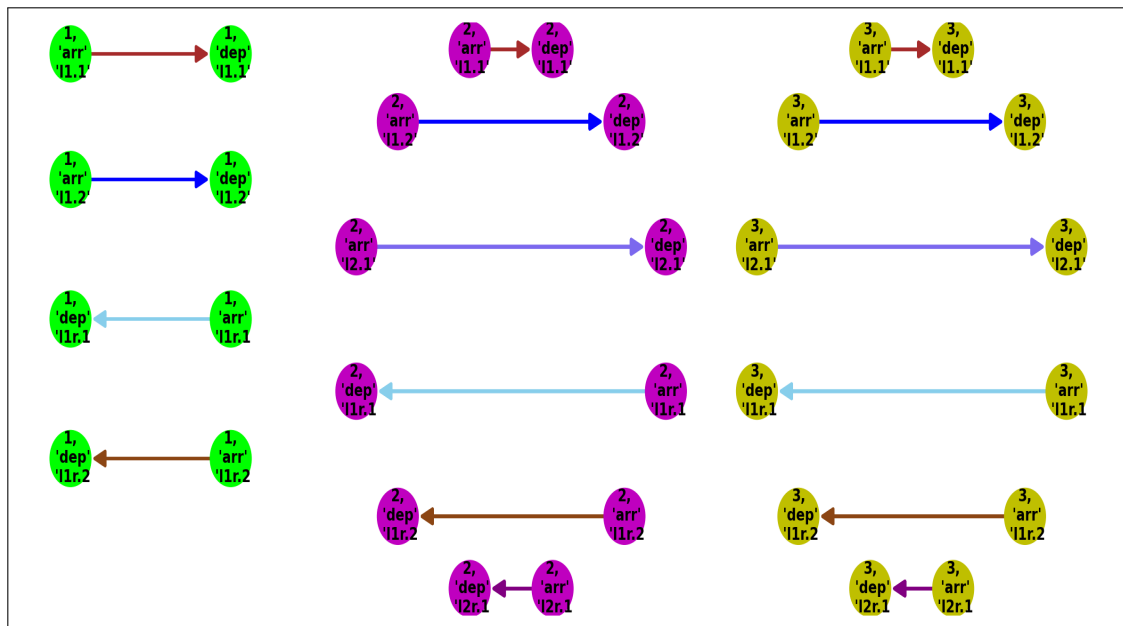 1,
'arr'
'l1.1'
1,
'dep'
'l1.1'
2,
'arr'
'l1.1
2,
'dep'
'l1.1
3,
'arr'
'l1.1
3,
'dep'
'l1.1
2,
'arr'
'l1.2'
2,
'dep'
'l1.2'
3,
'arr'
'l1.2'
3,
'dep'
'l1.2'
1,
'arr'
'l1.2'
1,
'dep'
'l1.2'
2,
'arr'
'l2.1'
2,
'dep'
'l2.1'
3,
'arr'
'l2.1'
3,
'dep'
'l2.1'
1,
'dep'
'l1r.1
1,
'arr'
'l1r.1
2,
'dep'
'l1r.1
2,
'arr'
'l1r.1
3,
'dep'
'l1r.1
3,
'arr'
'l1r.1
1,
'dep'
'l1r.2
1,
'arr'
'l1r.2
2,
'dep'
'l1r.2
2,
'arr'
'l1r.2
3,
'dep'
'l1r.2
3,
'arr'
'l1r.2
2,
'dep'
'l2r.1
2,
'arr'
'l2r.1
3,
'dep'
'l2r.1
3,
'arr'
'l2r.1